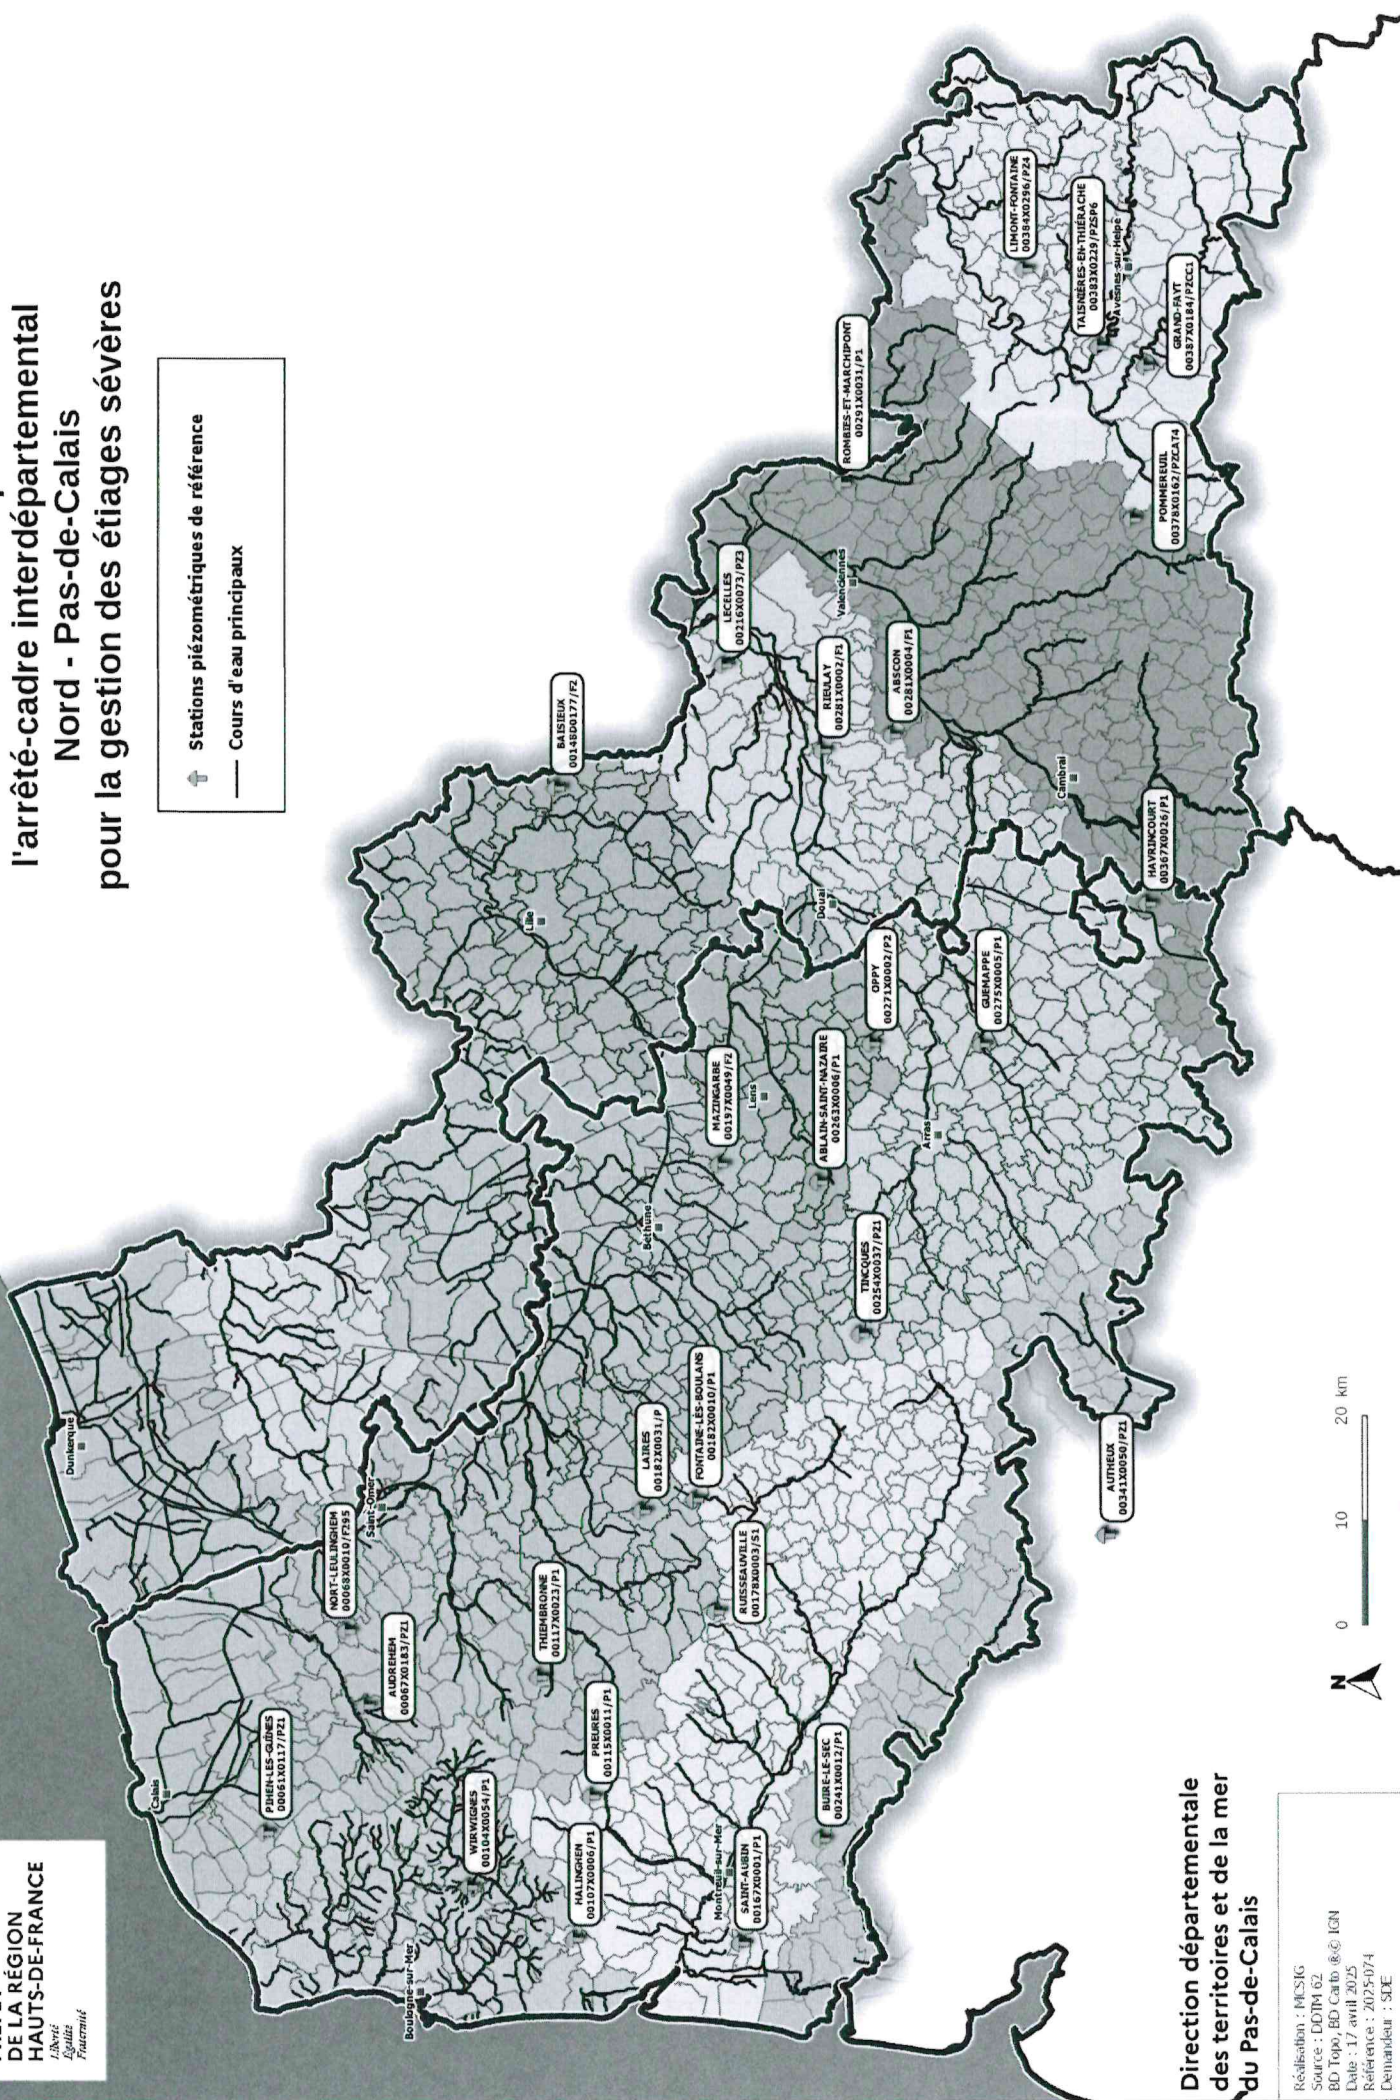 DE LA RÉGION
HAUTS-DE-FRANCE
Liberté
Égalité
Fraternité
l'arrêté-cadre interdépartemental
Nord - Pas-de-Calais
pour la gestion des étiages sévères
Stations piézométriques de référence
Cours d'eau principaux
Dunkerque
Calais
PIHEN-LES-GUÎNES
00061X0117/PZ1
NORT-LEULINGHEM
00068X0010/F295
Saint-Omer
AUDREHEM
00067X0183/PZ1
Boulogne-sur-Mer
WIRWIGNES
00104X0054/P1
THIEMBRONNE
00117X0023/P1
PREURES
00115X0011/P1
HALINGHEN
00107X0006/P1
Lille
BAISIEUX
0014BD0177/F2
Béthune
LAIRES
00182X0031/P
FONTAINE-LES-BOULANS
00182X0010/P1
MAZINGARBE
00197X0049/F2
Lens
LECELLES
00216X0073/PZ3
Montreuil-sur-Mer
SAINT-AUBIN
00167X0001/P1
RUISSEAUVILLE
00178X0003/S1
BUIRE-LE-SEC
00241X0012/P1
ABLAIN-SAINT-NAZAIRE
00263X0006/P1
Douai
RIEULAY
00281X0002/F1
Valenciennes
ROMBIES-ET-MARCHIPONT
00291X0031/P1
TINCQUES
00254X0037/PZ1
OPPY
00271X0002/P2
ABSCON
00281X0004/F1
Arras
GUEMAPPE
00275X0005/P1
LIMONT-FONTAINE
00384X0296/PZ4
Cambrai
TAISNIÈRES-EN-THIÉRACHE
00383X0229/PZSP6
Avesnes-sur-Helpe
AUTHEUX
00341X0050/PZ1
HAVRINCOURT
00367X0026/P1
POMMEREUIL
00378X0162/PZCAT4
GRAND-FAYT
00387X0184/PZCC1
Direction départementale
des territoires et de la mer
du Pas-de-Calais
N
0 10 20 km
Réalisation : MCSIG
Source : DDTM 62
BD Topo, BD Carto ®© IGN
Date : 17 avril 2025
Référence : 2025-074
Demandeur : SDE